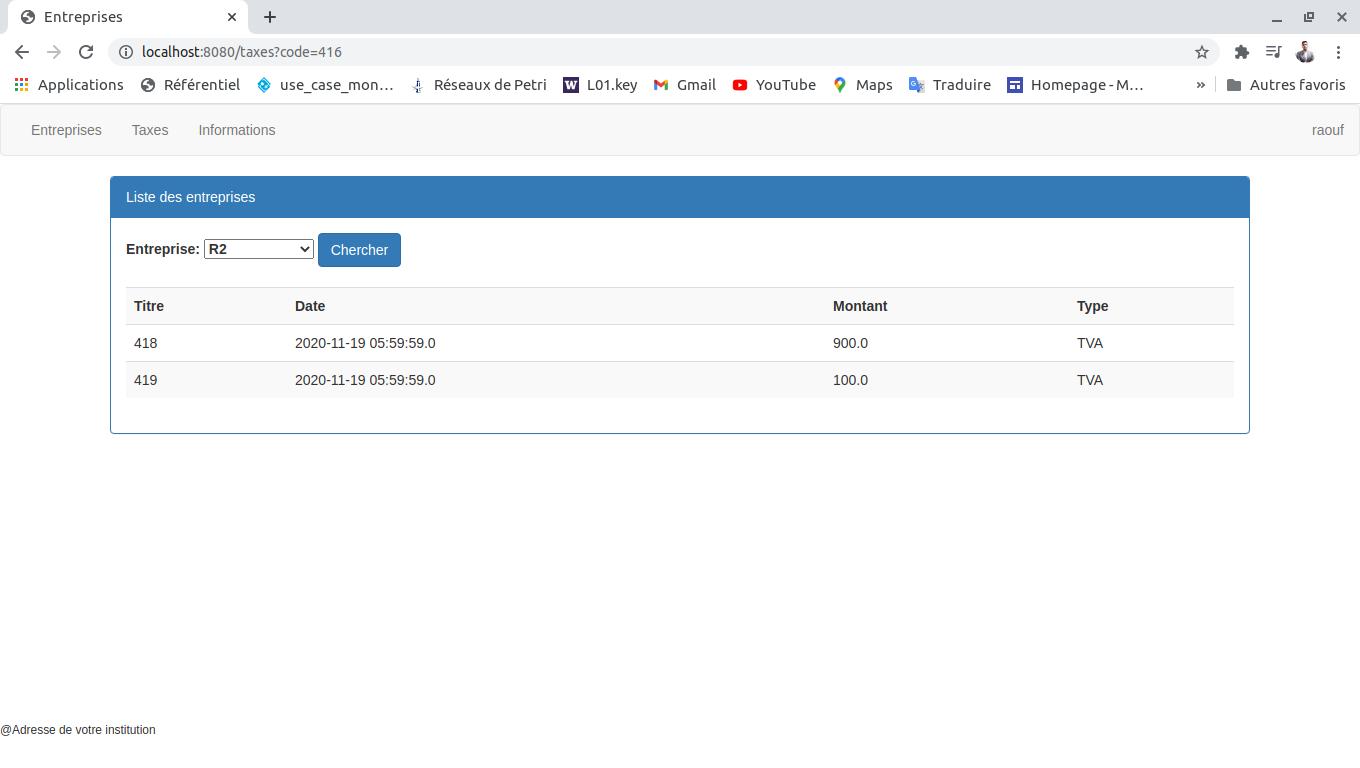 Entreprises
localhost:8080/taxes?code=416
Applications Référentiel use_case_mon... Réseaux de Petri W L01.key Gmail YouTube Maps Traduire Homepage - M... » Autres favoris
Entreprises Taxes Informations raouf
Liste des entreprises
Entreprise: R2 Chercher
Titre Date Montant Type
418 2020-11-19 05:59:59.0 900.0 TVA
419 2020-11-19 05:59:59.0 100.0 TVA
@Adresse de votre institution